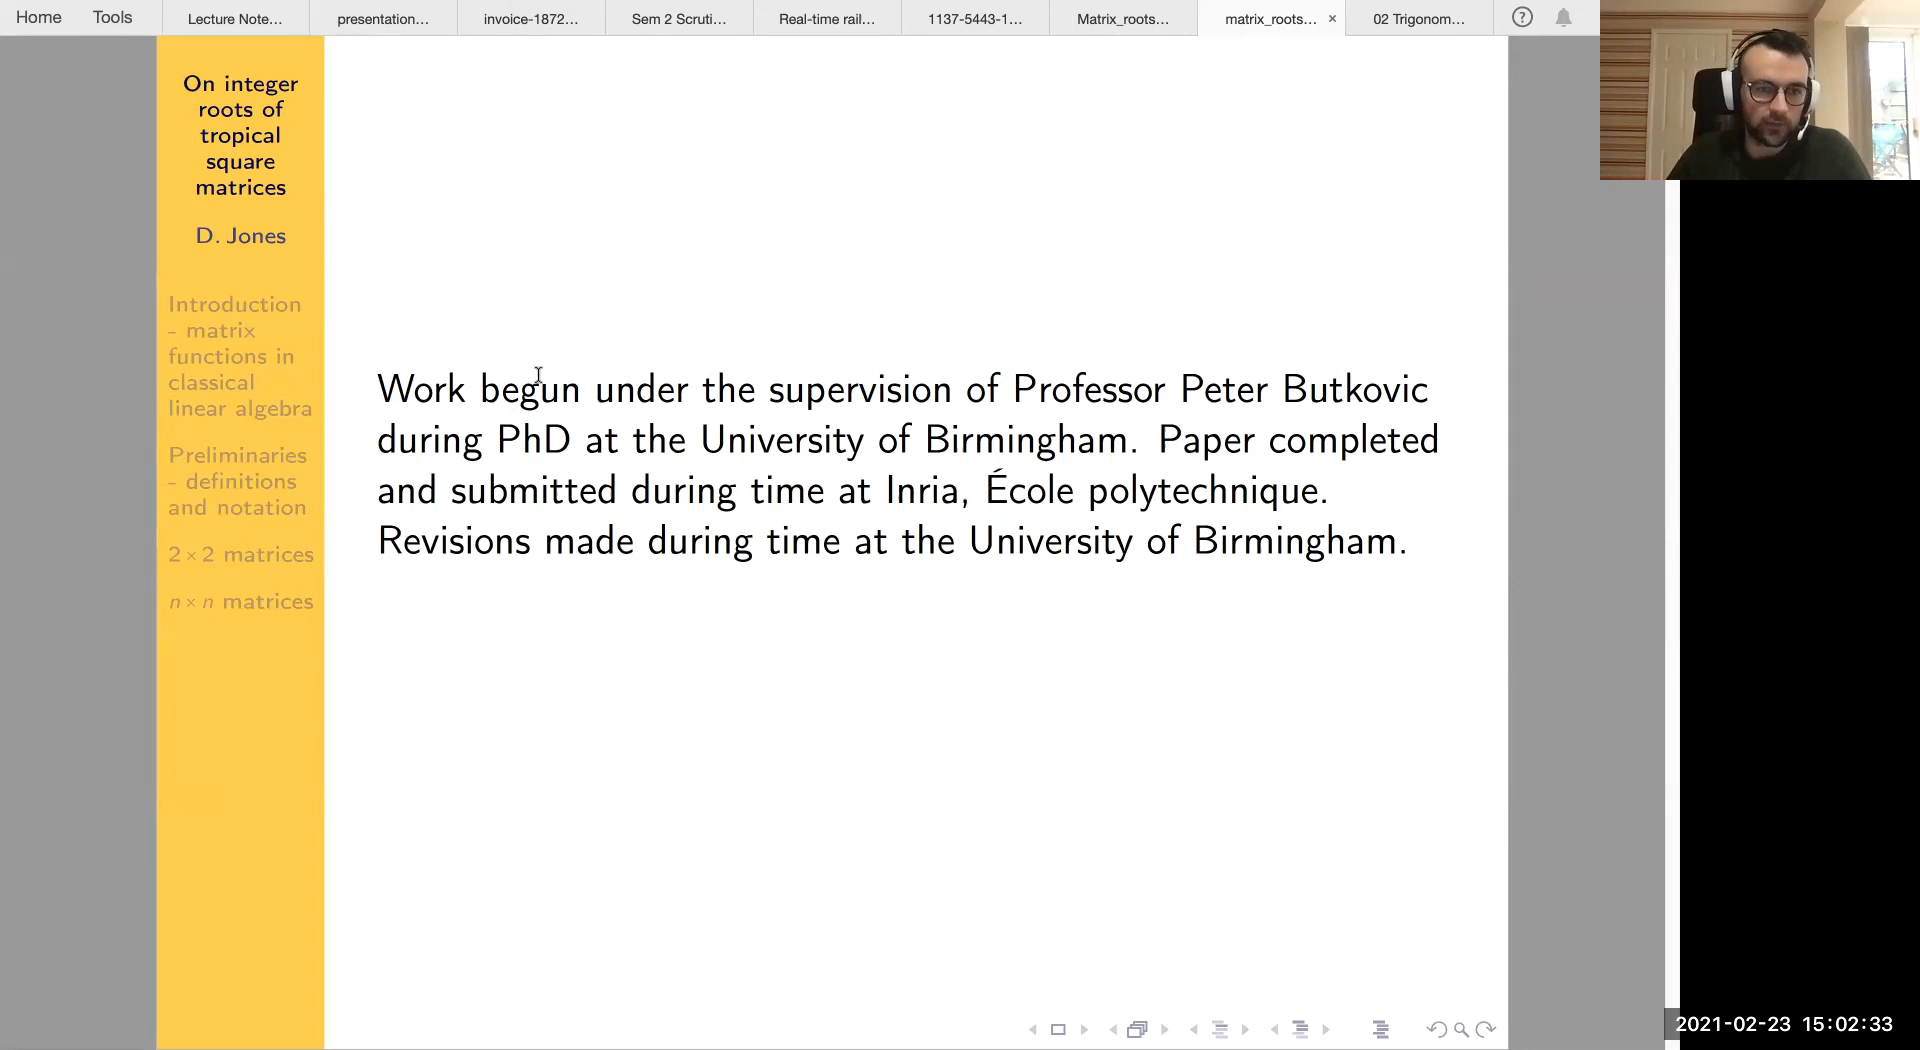 Home Tools Lecture Note... presentation... invoice-1872... Sem 2 Scruti... Real-time rail... 1137-5443-1... Matrix_roots... matrix_roots... × 02 Trigonom... ?
On integer
roots of
tropical
square
matrices
D. Jones
Introduction
- matrix
functions in
classical
linear algebra
Preliminaries
- definitions
and notation
2 × 2 matrices
n × n matrices
Work begun under the supervision of Professor Peter Butkovic
during PhD at the University of Birmingham. Paper completed
and submitted during time at Inria, École polytechnique.
Revisions made during time at the University of Birmingham.
2021-02-23 15:02:33